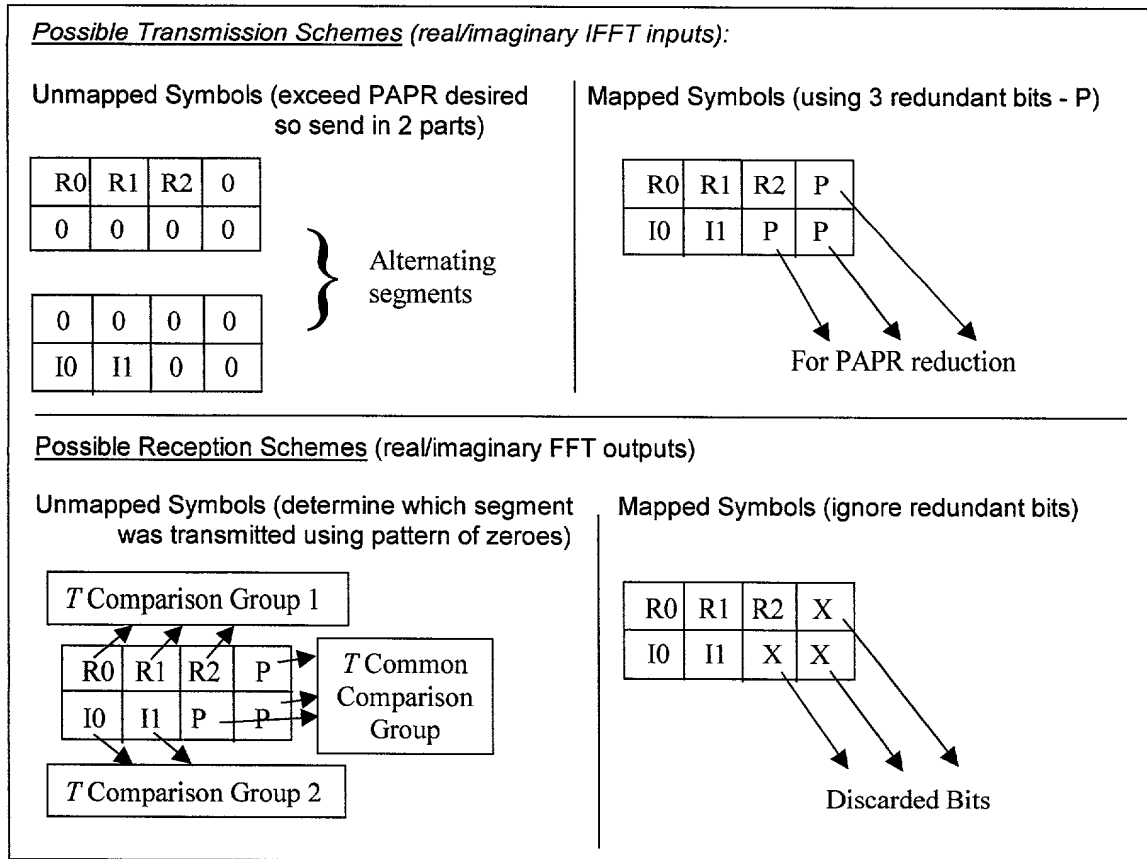 Possible Transmission Schemes (real/imaginary IFFT inputs):
Unmapped Symbols (exceed PAPR desired
so send in 2 parts)
R0 R1 R2 0
0 0 0 0
} Alternating
segments
0 0 0 0
I0 I1 0 0
Mapped Symbols (using 3 redundant bits - P)
R0 R1 R2 P
I0 I1 P P
For PAPR reduction
Possible Reception Schemes (real/imaginary FFT outputs)
Unmapped Symbols (determine which segment
was transmitted using pattern of zeroes)
T Comparison Group 1
R0 R1 R2 P
I0 I1 P P
T Common
Comparison
Group
T Comparison Group 2
Mapped Symbols (ignore redundant bits)
R0 R1 R2 X
I0 I1 X X
Discarded Bits